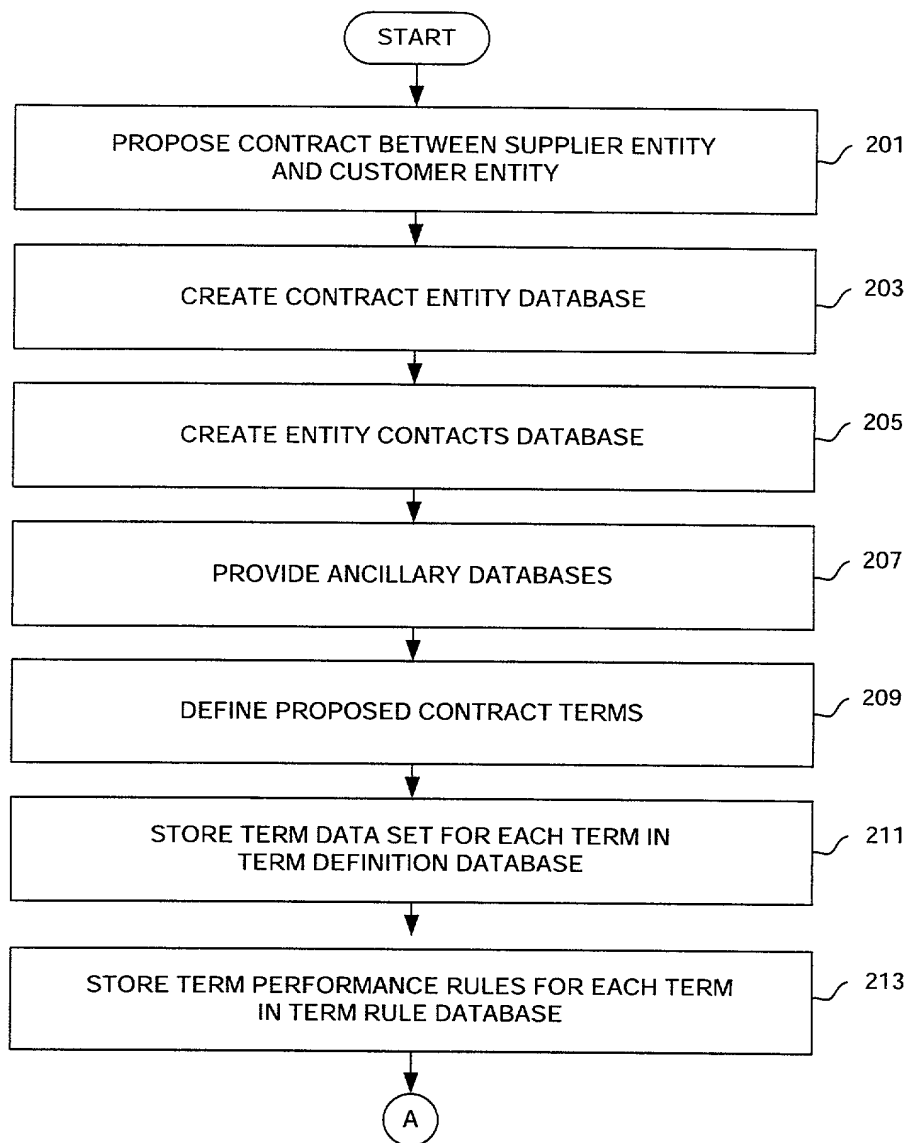 START
PROPOSE CONTRACT BETWEEN SUPPLIER ENTITY
AND CUSTOMER ENTITY
201
CREATE CONTRACT ENTITY DATABASE
203
CREATE ENTITY CONTACTS DATABASE
205
PROVIDE ANCILLARY DATABASES
207
DEFINE PROPOSED CONTRACT TERMS
209
STORE TERM DATA SET FOR EACH TERM IN
TERM DEFINITION DATABASE
211
STORE TERM PERFORMANCE RULES FOR EACH TERM
IN TERM RULE DATABASE
213
A